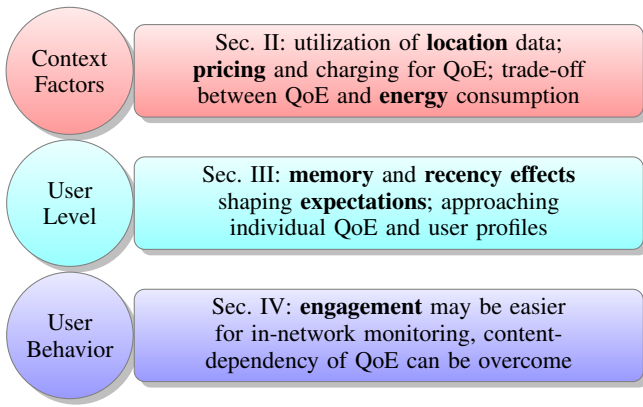 Context
Factors
Sec. II: utilization of location data;
pricing and charging for QoE; trade-off
between QoE and energy consumption
User
Level
Sec. III: memory and recency effects
shaping expectations; approaching
individual QoE and user profiles
User
Behavior
Sec. IV: engagement may be easier
for in-network monitoring, content-
dependency of QoE can be overcome